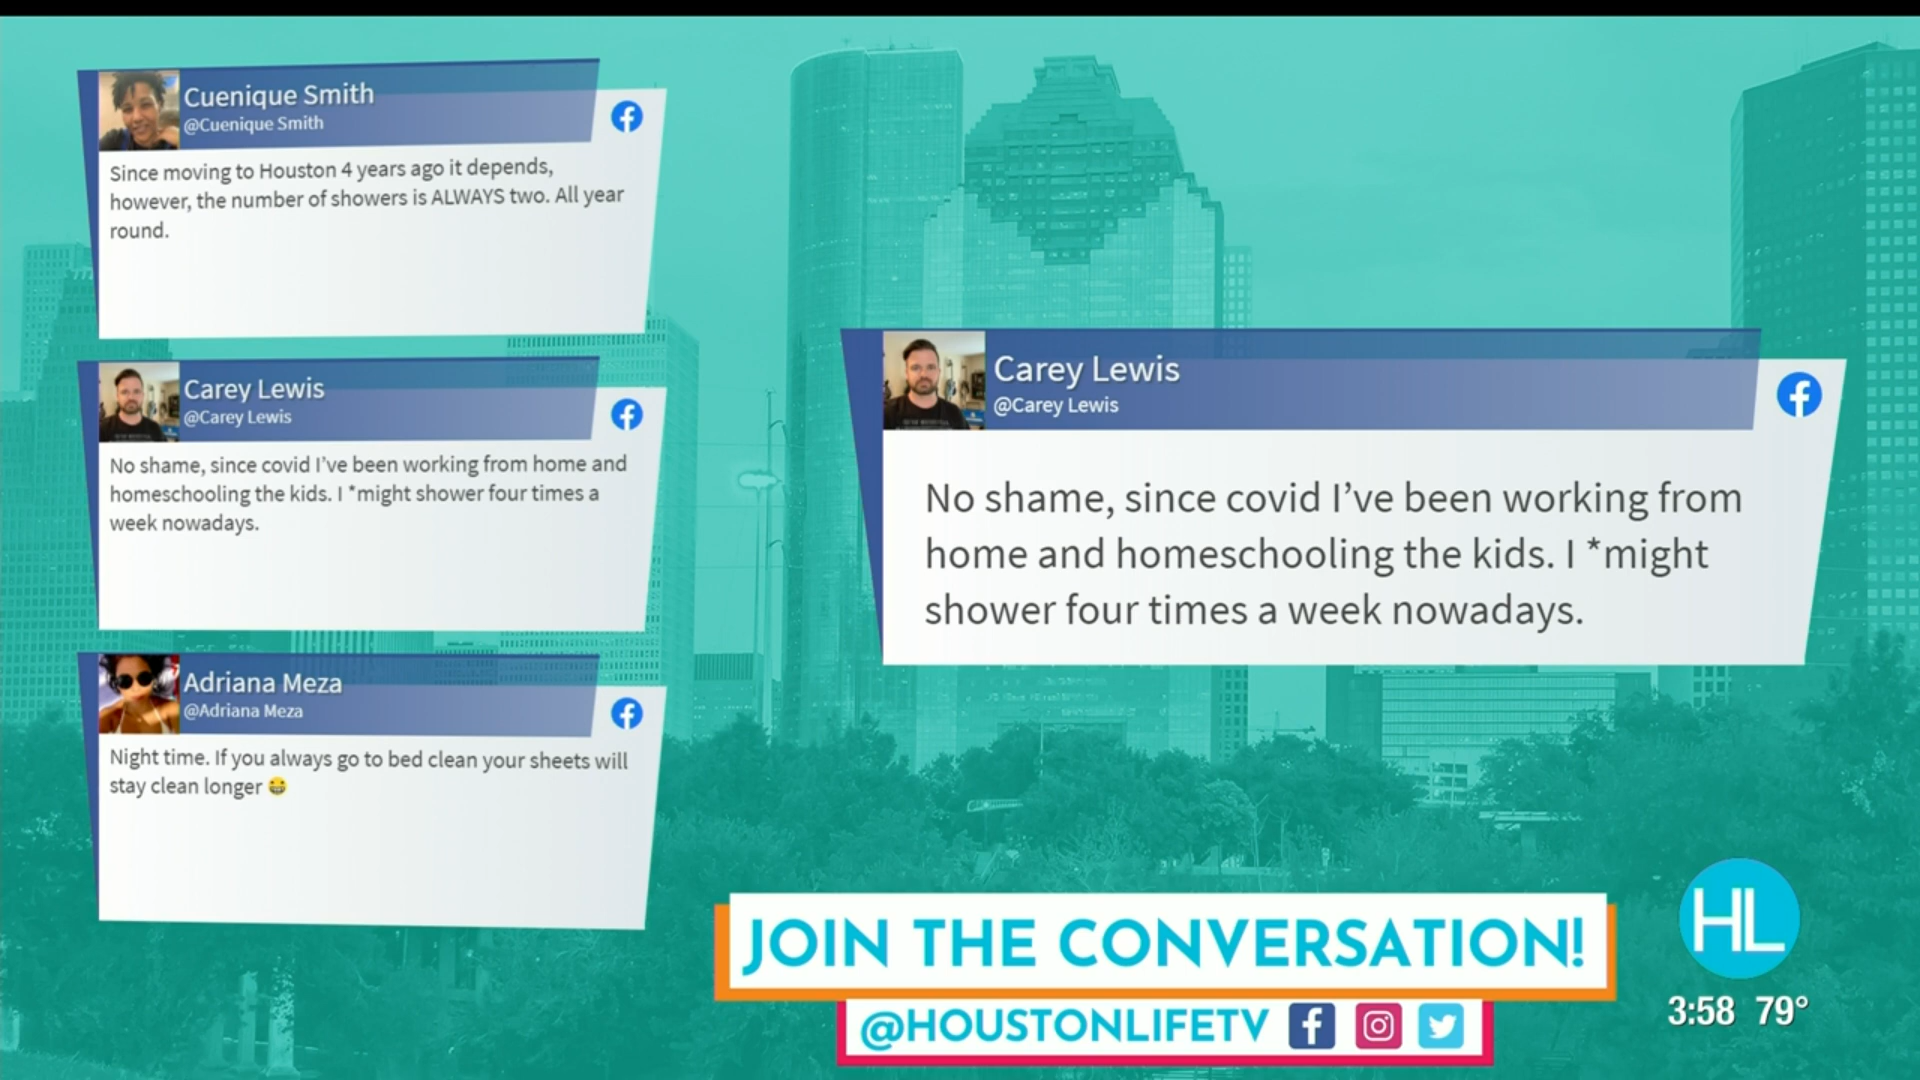 Cuenique Smith
@Cuenique Smith
Since moving to Houston 4 years ago it depends,
however, the number of showers is ALWAYS two. All year
round.
Carey Lewis
@Carey Lewis
No shame, since covid I’ve been working from home and
homeschooling the kids. I *might shower four times a
week nowadays.
Adriana Meza
@Adriana Meza
Night time. If you always go to bed clean your sheets will
stay clean longer 😄
Carey Lewis
@Carey Lewis
No shame, since covid I’ve been working from
home and homeschooling the kids. I *might
shower four times a week nowadays.
JOIN THE CONVERSATION!
@HOUSTONLIFETV
HL
3:58 79°